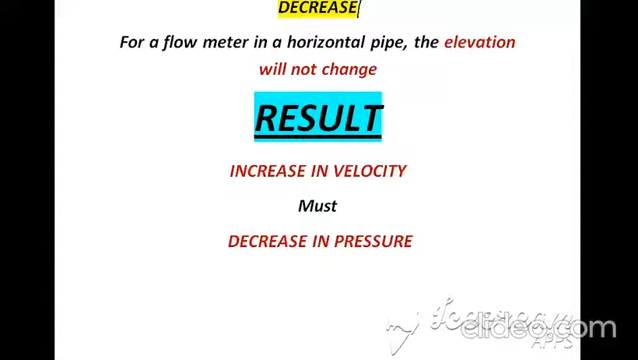 DECREASE
For a flow meter in a horizontal pipe, the elevation
will not change
RESULT
INCREASE IN VELOCITY
Must
DECREASE IN PRESSURE
clideo.com
APPS